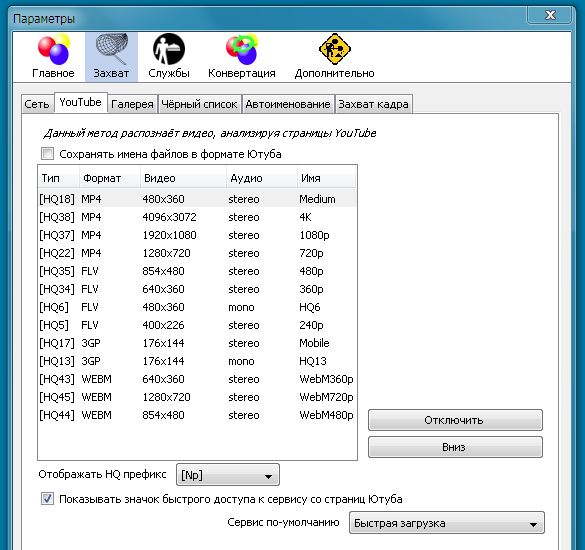 Параметры
Главное Захват Службы Конвертация Дополнительно
Сеть YouTube Галерея Чёрный список Автоименование Захват кадра
Данный метод распознаёт видео, анализируя страницы YouTube
Сохранять имена файлов в формате Ютуба
Тип Формат Видео Аудио Имя
[HQ18] MP4 480x360 stereo Medium
[HQ38] MP4 4096x3072 stereo 4K
[HQ37] MP4 1920x1080 stereo 1080p
[HQ22] MP4 1280x720 stereo 720p
[HQ35] FLV 854x480 stereo 480p
[HQ34] FLV 640x360 stereo 360p
[HQ6] FLV 480x360 mono HQ6
[HQ5] FLV 400x226 stereo 240p
[HQ17] 3GP 176x144 stereo Mobile
[HQ13] 3GP 176x144 mono HQ13
[HQ43] WEBM 640x360 stereo WebM360p
[HQ45] WEBM 1280x720 stereo WebM720p
[HQ44] WEBM 854x480 stereo WebM480p
Отключить
Вниз
Отображать HQ префикс [Np]
Показывать значок быстрого доступа к сервису со страниц Ютуба
Сервис по-умолчанию Быстрая загрузка